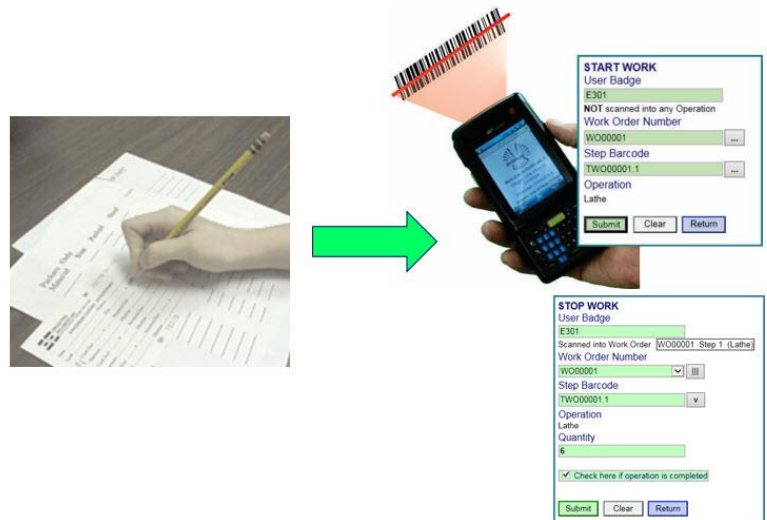 START WORK
User Badge
E301
NOT scanned into any Operation
Work Order Number
WO00001
...
Step Barcode
TWO00001.1
...
Operation
Lathe
Submit Clear Return
STOP WORK
User Badge
E301
Scanned into Work Order WO00001 Step 1 (Lathe)
Work Order Number
WO00001
|||
Step Barcode
TWO00001.1
v
Operation
Lathe
Quantity
6
Check here if operation is completed
Submit Clear Return